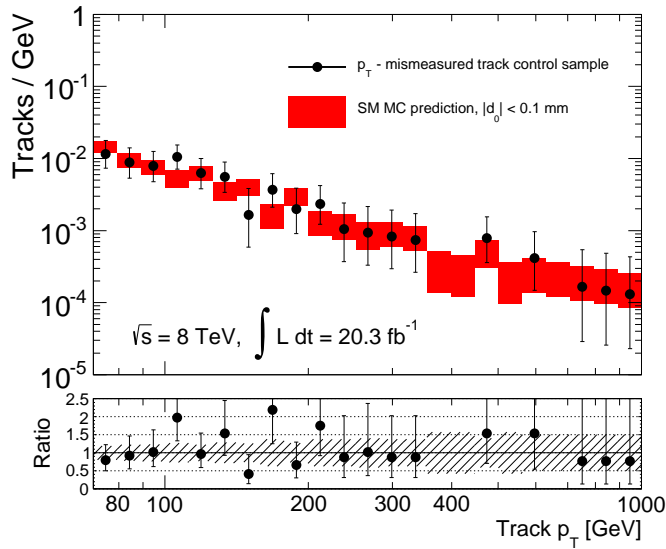 1
10⁻¹
10⁻²
10⁻³
10⁻⁴
10⁻⁵
Tracks / GeV
p_T - mismeasured track control sample
SM MC prediction, |d₀| < 0.1 mm
√s = 8 TeV, ∫ L dt = 20.3 fb⁻¹
2.5
2
1.5
1
0.5
0
Ratio
80 100 200 300 400 1000
Track p_T [GeV]